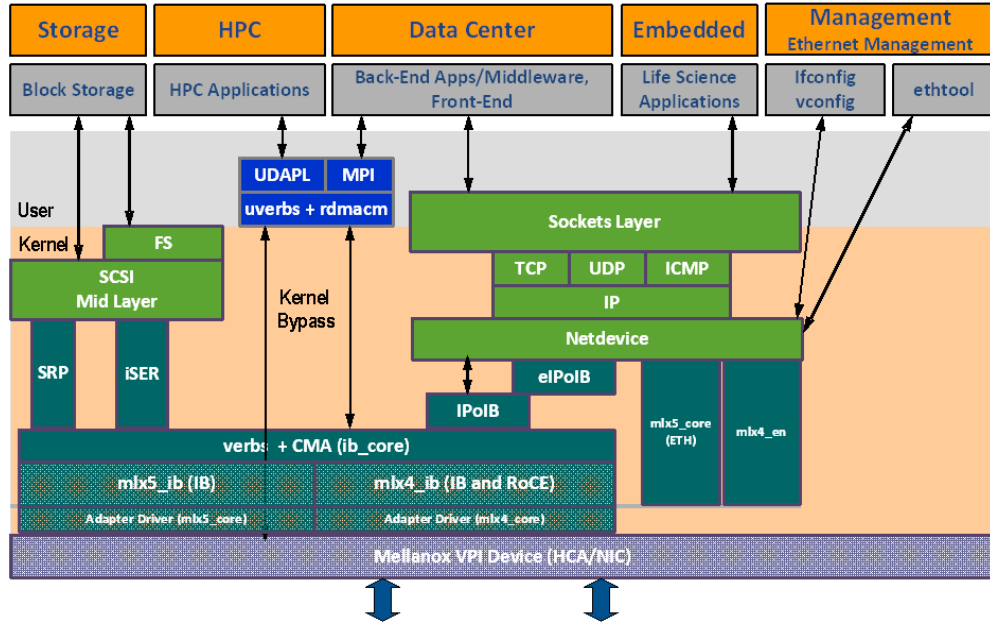 Storage
HPC
Data Center
Embedded
Management
Ethernet Management
Block Storage
HPC Applications
Back-End Apps/Middleware,
Front-End
Life Science
Applications
Ifconfig
vconfig
ethtool
UDAPL
MPI
uverbs + rdmacm
User
Kernel
Sockets Layer
FS
SCSI
Mid Layer
TCP
UDP
ICMP
IP
Kernel
Bypass
Netdevice
SRP
iSER
eIPoIB
IPoIB
mlx5_core
(ETH)
mlx4_en
verbs + CMA (ib_core)
mlx5_ib (IB)
mlx4_ib (IB and RoCE)
Adapter Driver (mlx5_core)
Adapter Driver (mlx4_core)
Mellanox VPI Device (HCA/NIC)